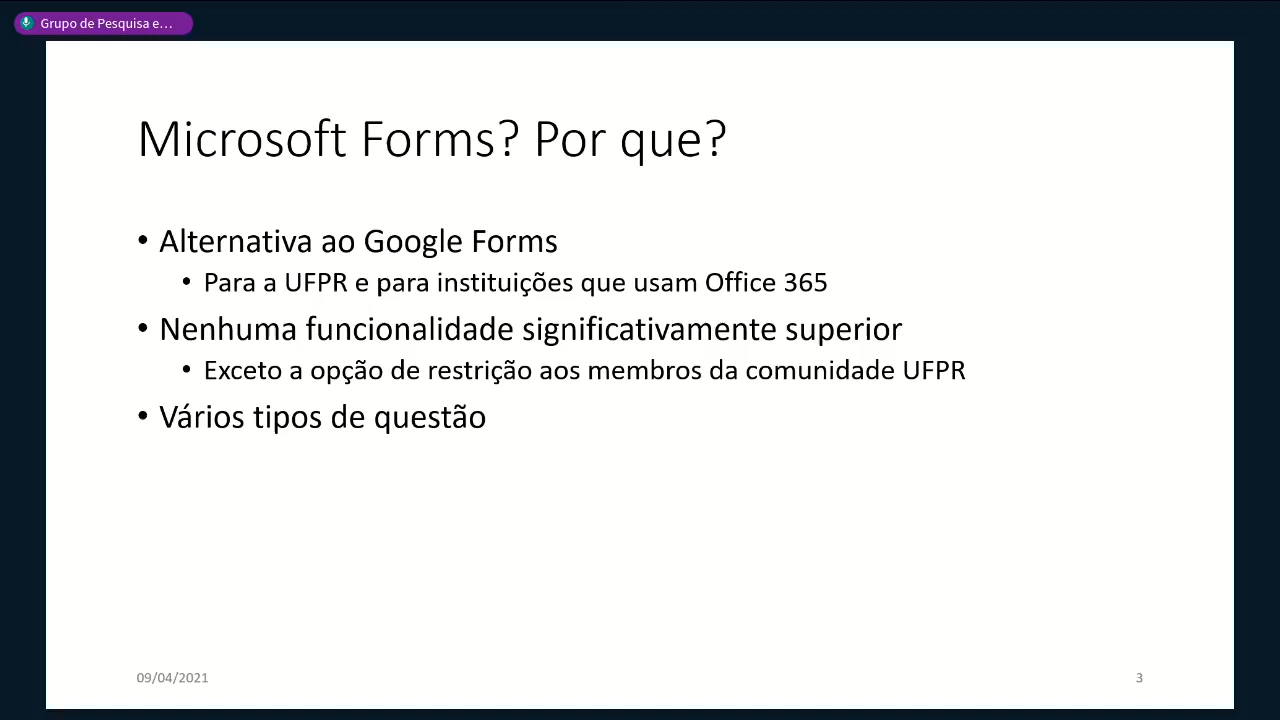 Grupo de Pesquisa e...
Microsoft Forms? Por que?
• Alternativa ao Google Forms
• Para a UFPR e para instituições que usam Office 365
• Nenhuma funcionalidade significativamente superior
• Exceto a opção de restrição aos membros da comunidade UFPR
• Vários tipos de questão
09/04/2021
3